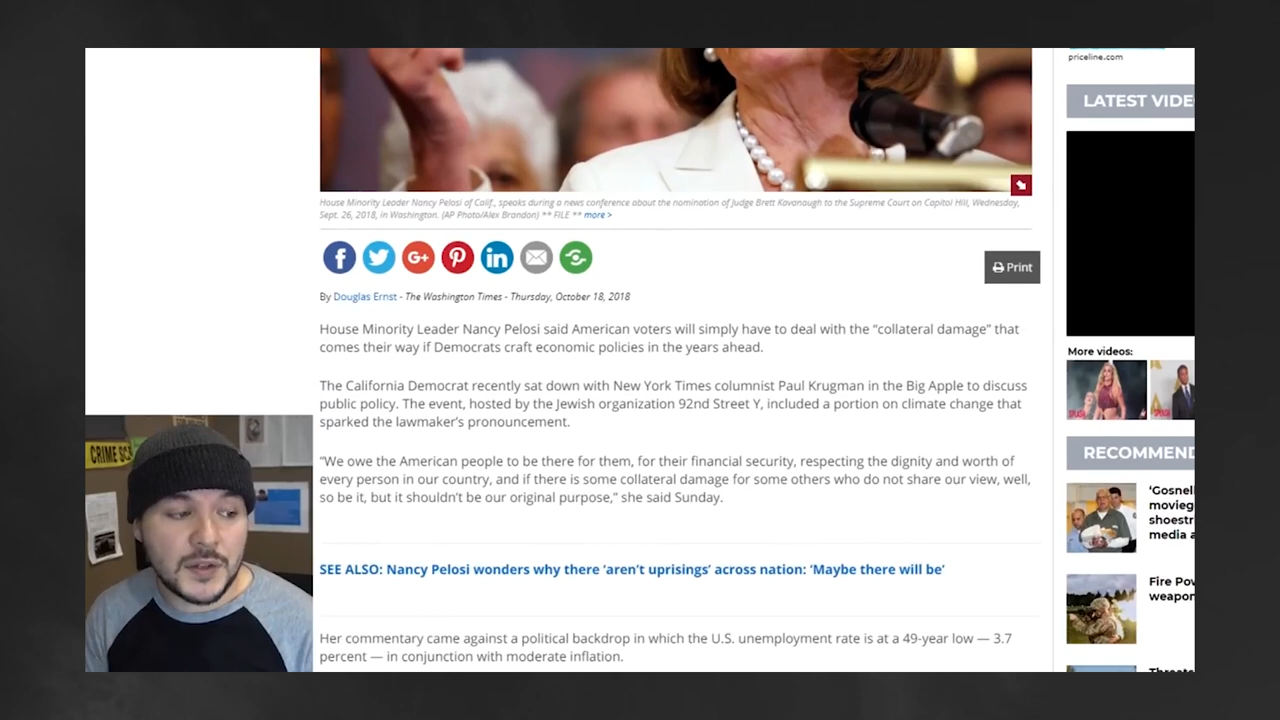 priceline.com
LATEST VIDE
House Minority Leader Nancy Pelosi of Calif., speaks during a news conference about the nomination of Judge Brett Kavanaugh to the Supreme Court on Capitol Hill, Wednesday,
Sept. 26, 2018, in Washington. (AP Photo/Alex Brandon) ** FILE ** more >
Print
By Douglas Ernst - The Washington Times - Thursday, October 18, 2018
House Minority Leader Nancy Pelosi said American voters will simply have to deal with the “collateral damage” that
comes their way if Democrats craft economic policies in the years ahead.
The California Democrat recently sat down with New York Times columnist Paul Krugman in the Big Apple to discuss
public policy. The event, hosted by the Jewish organization 92nd Street Y, included a portion on climate change that
sparked the lawmaker’s pronouncement.
“We owe the American people to be there for them, for their financial security, respecting the dignity and worth of
every person in our country, and if there is some collateral damage for some others who do not share our view, well,
so be it, but it shouldn’t be our original purpose,” she said Sunday.
SEE ALSO: Nancy Pelosi wonders why there ‘aren’t uprisings’ across nation: ‘Maybe there will be’
Her commentary came against a political backdrop in which the U.S. unemployment rate is at a 49-year low — 3.7
percent — in conjunction with moderate inflation.
More videos:
RECOMMEND
‘Gosnel
movieg
shoestr
media a
Fire Pov
weapon
CRIME SC